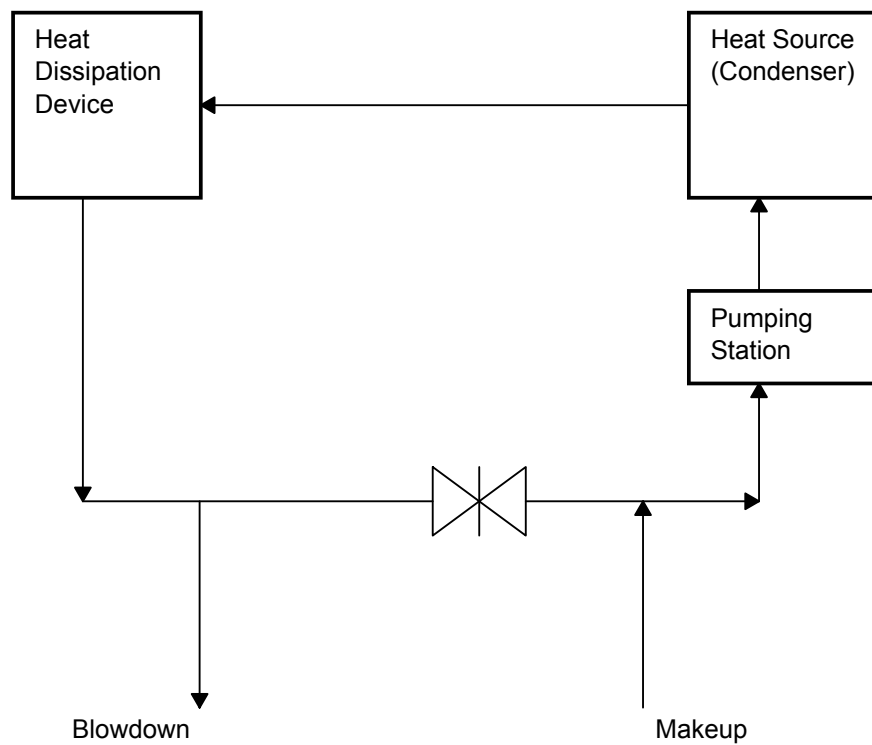 Heat
Dissipation
Device
Heat Source
(Condenser)
Pumping
Station
Blowdown
Makeup